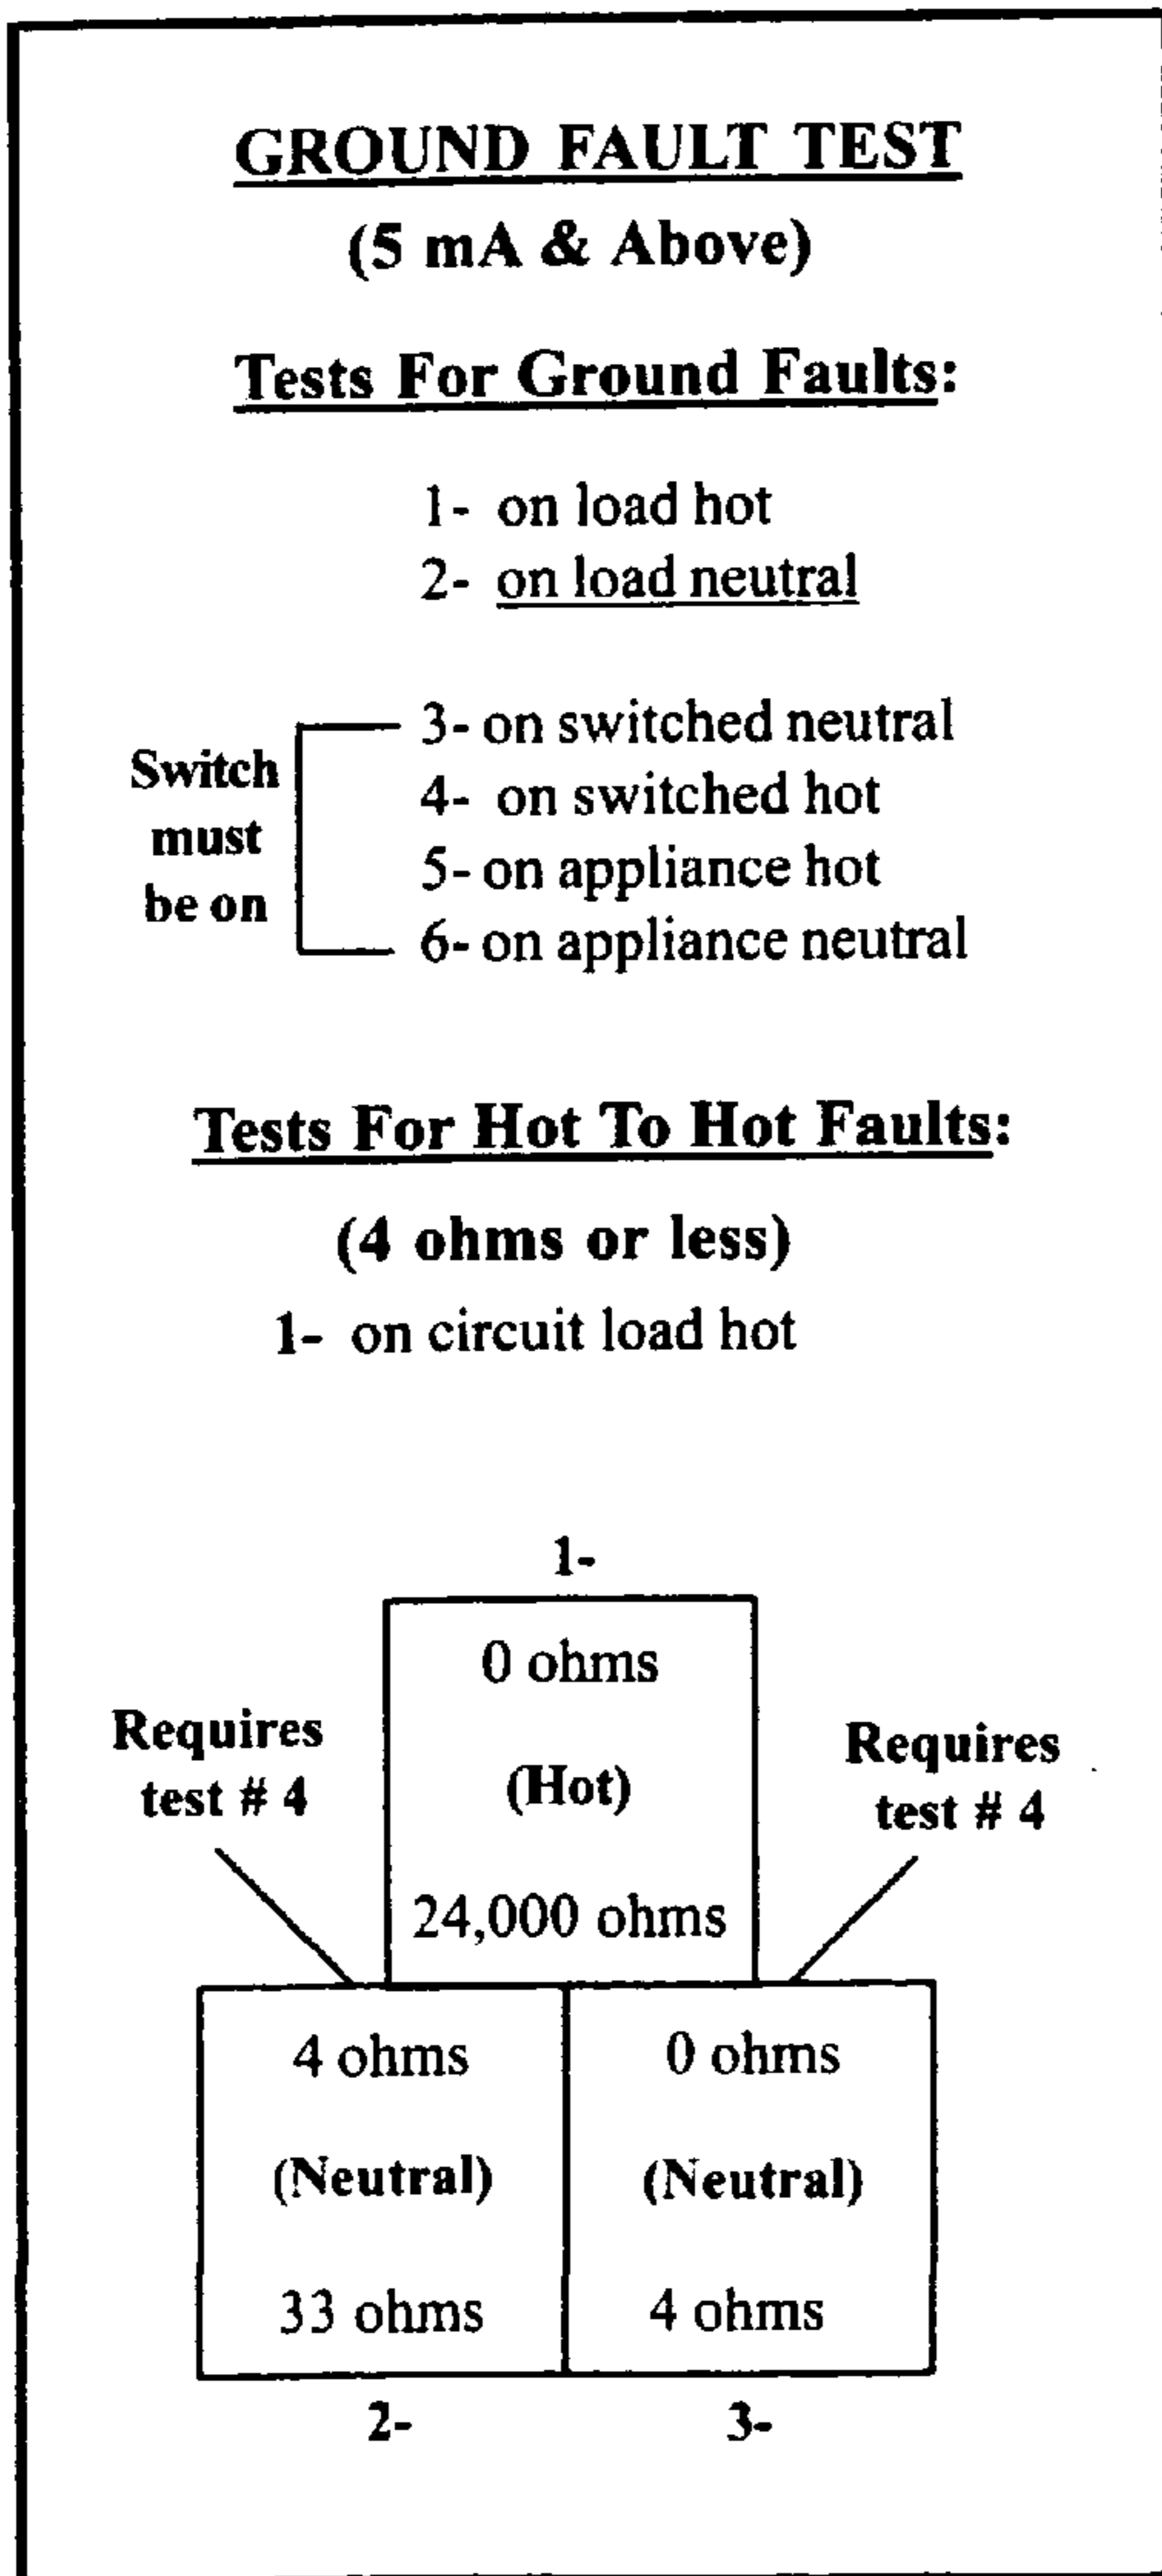 GROUND FAULT TEST
(5 mA & Above)
Tests For Ground Faults:
1- on load hot
2- on load neutral
3- on switched neutral
4- on switched hot
5- on appliance hot
6- on appliance neutral
Switch
must
be on
Tests For Hot To Hot Faults:
(4 ohms or less)
1- on circuit load hot
1-
0 ohms
(Hot)
24,000 ohms
Requires
test # 4
Requires
test # 4
4 ohms
(Neutral)
33 ohms
0 ohms
(Neutral)
4 ohms
2-
3-